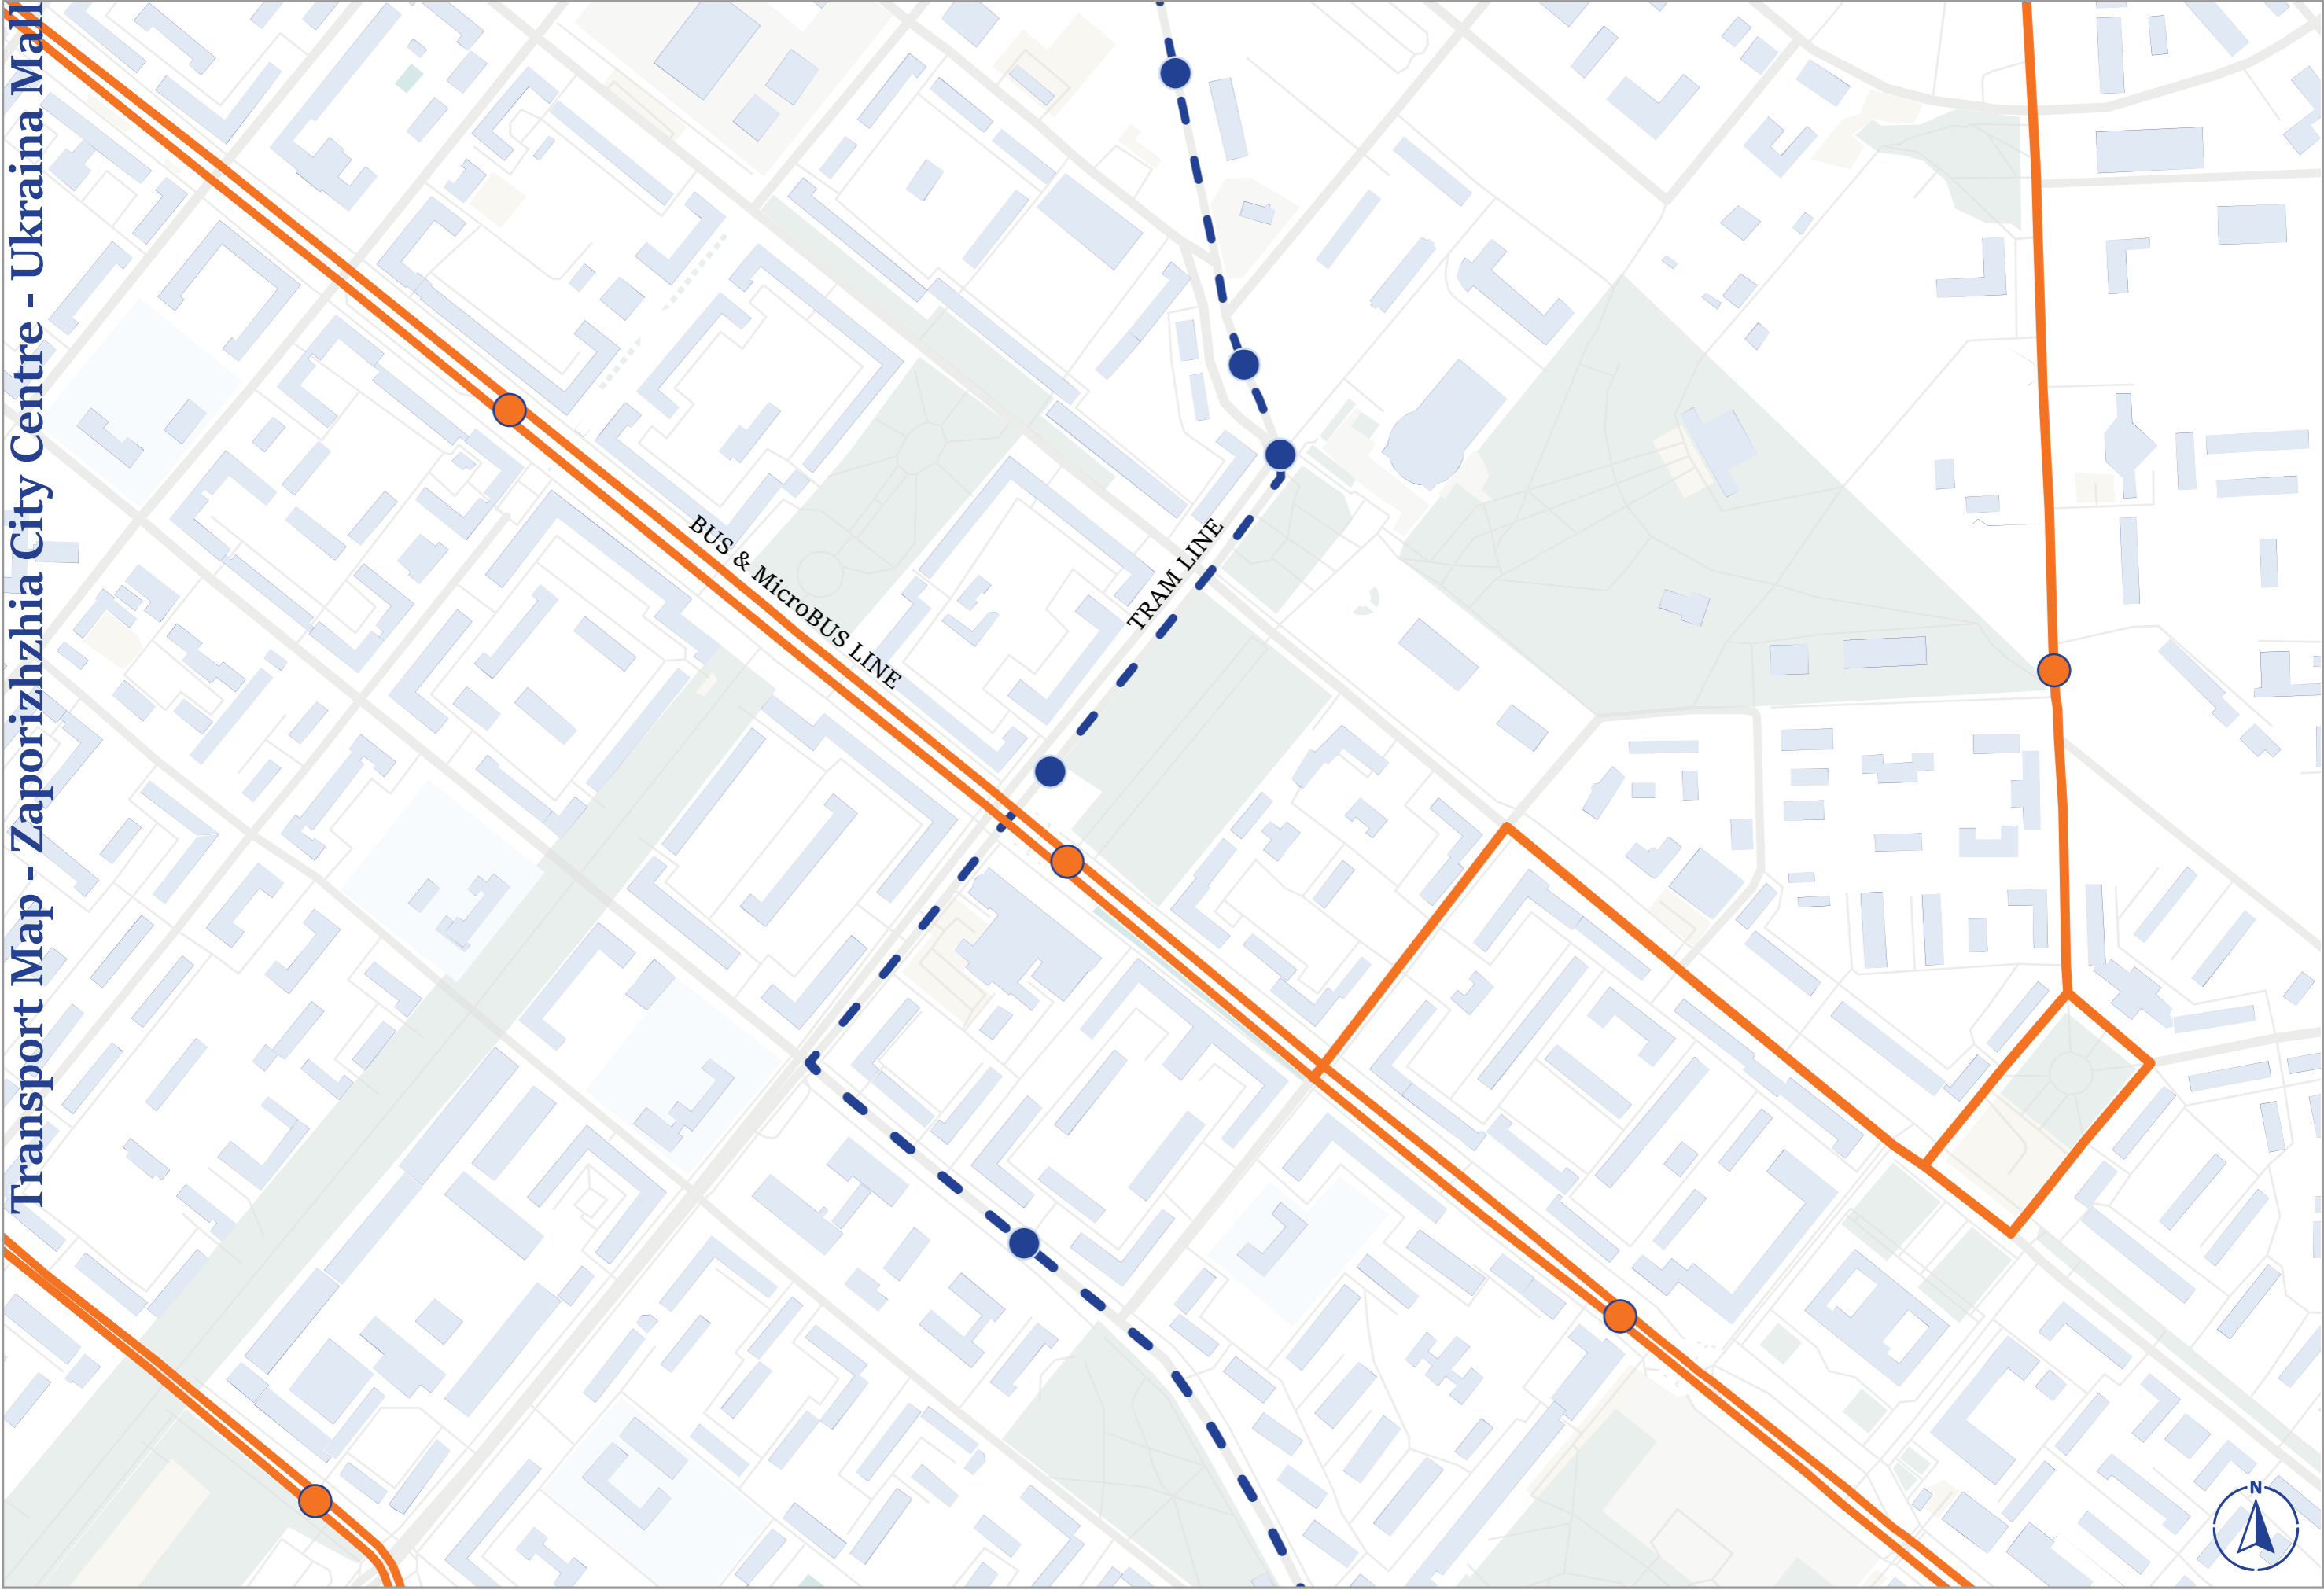 Transport Map - Zaporizhzhia City Centre - Ukraina Mall
BUS & MicroBUS LINE
TRAM LINE
N